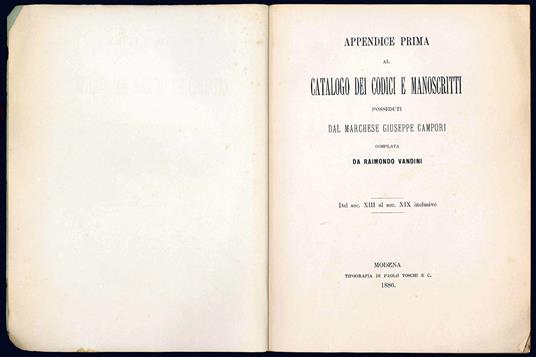 APPENDICE PRIMA
AL
CATALOGO DEI CODICI E MANOSCRITTI
POSSEDUTI
DAL MARCHESE GIUSEPPE CAMPORI
COMPILATA
DA RAIMONDO VANDINI
Dal sec. XIII al sec. XIX inclusive
MODENA
TIPOGRAFIA DI PAOLO TOSCHI E C.
1886.